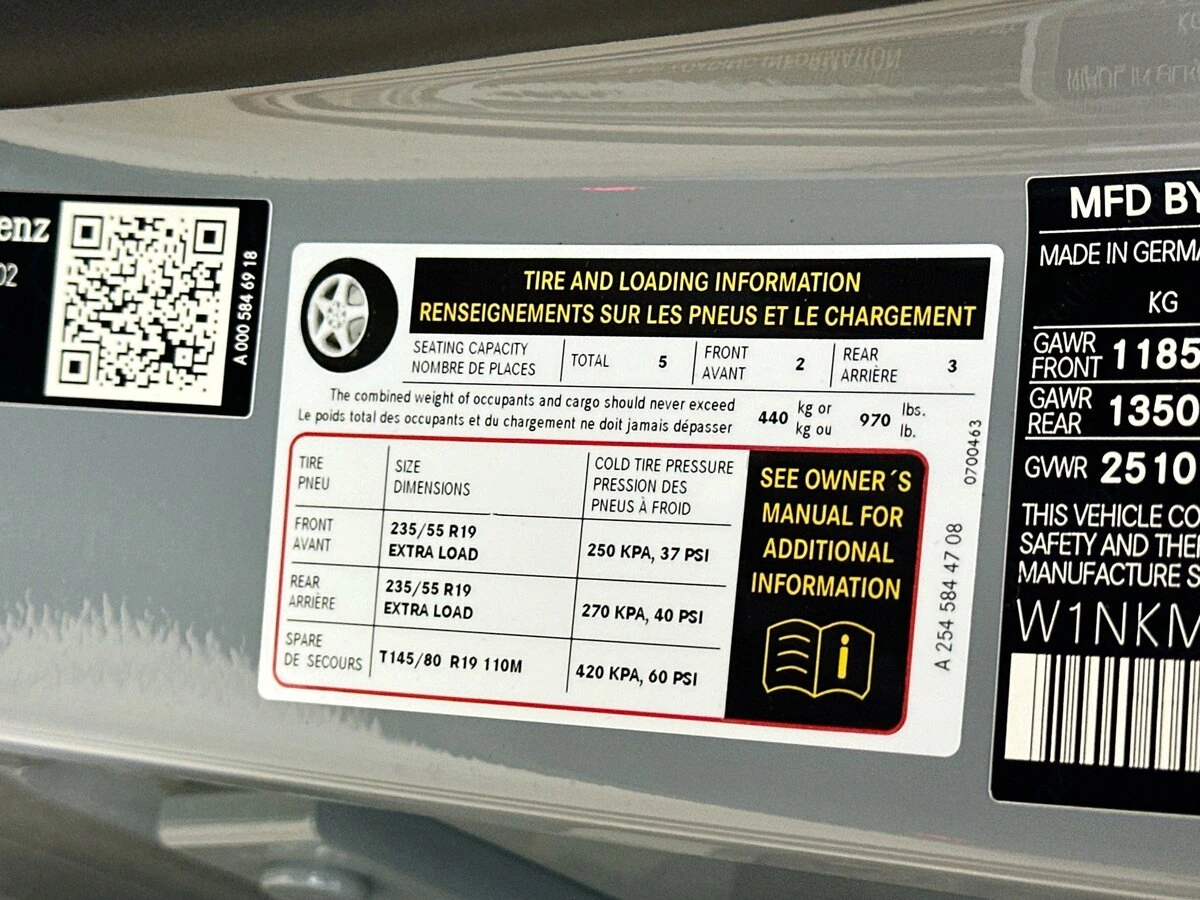 enz
02
A 000 584 69 18
TIRE AND LOADING INFORMATION
RENSEIGNEMENTS SUR LES PNEUS ET LE CHARGEMENT
SEATING CAPACITY
NOMBRE DE PLACES
TOTAL 5
FRONT
AVANT 2
REAR
ARRIÈRE 3
The combined weight of occupants and cargo should never exceed
Le poids total des occupants et du chargement ne doit jamais dépasser
440 kg or
kg ou
970 lbs.
lb.
TIRE
PNEU
SIZE
DIMENSIONS
COLD TIRE PRESSURE
PRESSION DES
PNEUS À FROID
FRONT
AVANT
235/55 R19
EXTRA LOAD
250 KPA, 37 PSI
REAR
ARRIÈRE
235/55 R19
EXTRA LOAD
270 KPA, 40 PSI
SPARE
DE SECOURS
T145/80 R19 110M
420 KPA, 60 PSI
SEE OWNER´S
MANUAL FOR
ADDITIONAL
INFORMATION
0700463
A 254 584 47 08
MFD BY
MADE IN GERMA
KG
GAWR
FRONT 1185
GAWR
REAR 1350
GVWR 2510
THIS VEHICLE CO
SAFETY AND THE
MANUFACTURE S
W1NKM